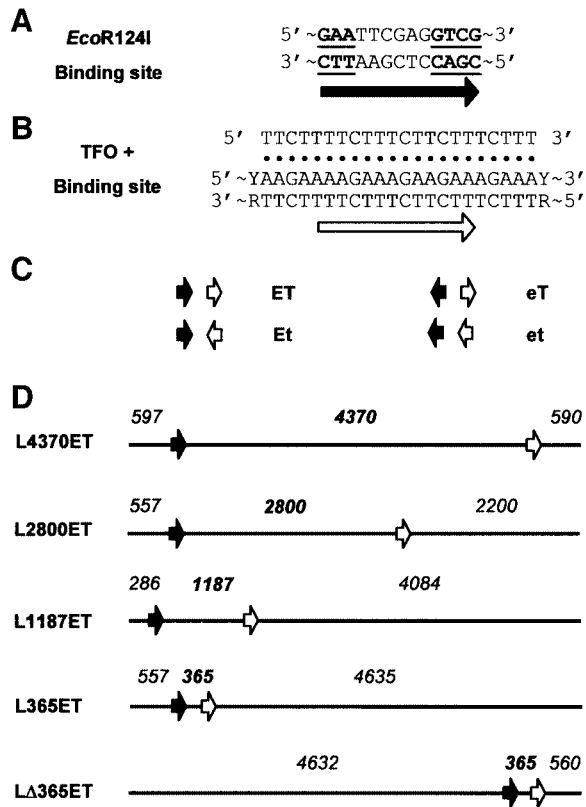 A
EcoR124I
Binding site
5′ ~GAATTCGAGGTCG~3′
3′ ~CTTAAGCTCCAGC~5′
B
TFO +
Binding site
5′ TTCTTTTCTTTCTTCTTTCTTT 3′
5′ ~YAAGAAAAGAAAGAAGAAAGAAAY~3′
3′ ~RTTCTTTTCTTTCTTCTTTCTTTR~5′
C
ET
eT
Et
et
D
597 4370 590
L4370ET
557 2800 2200
L2800ET
286 1187 4084
L1187ET
557 365 4635
L365ET
4632 365 560
LΔ365ET